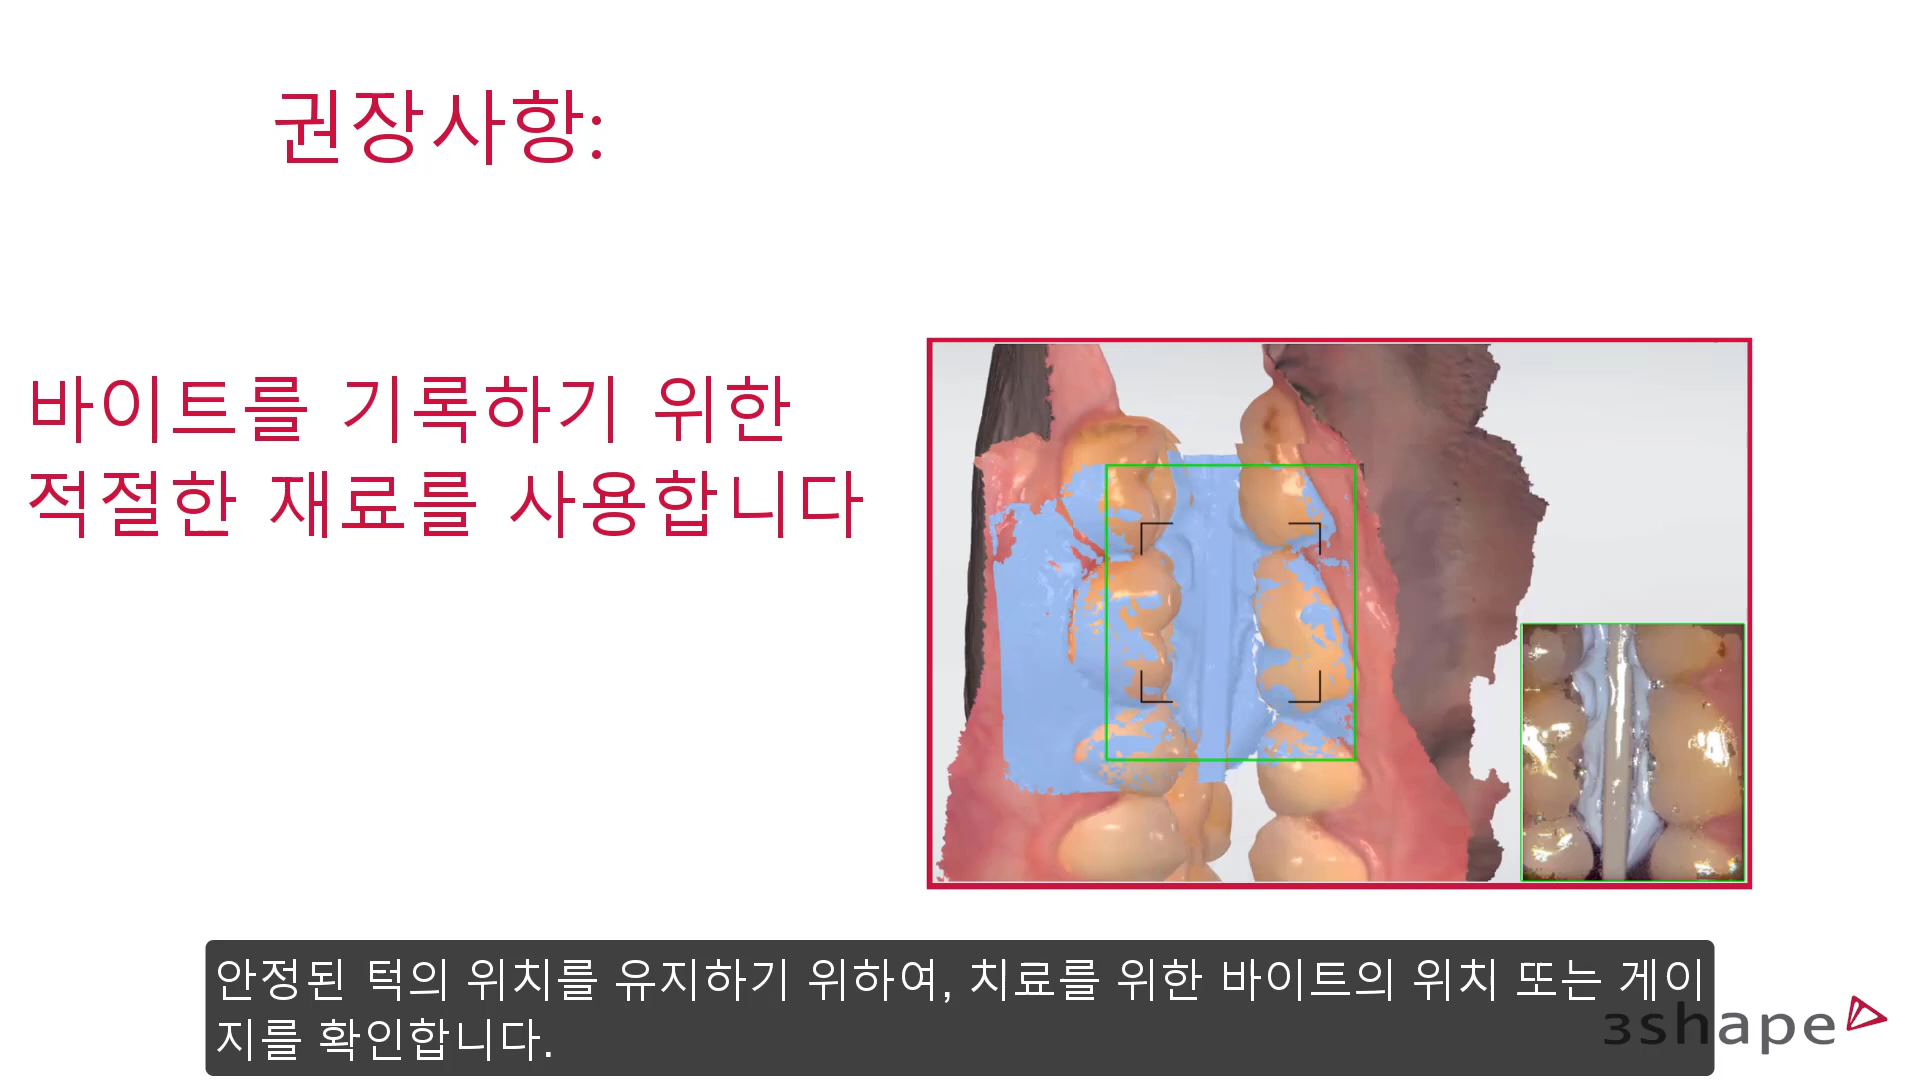 권장사항:
바이트를 기록하기 위한
적절한 재료를 사용합니다
안정된 턱의 위치를 유지하기 위하여, 치료를 위한 바이트의 위치 또는 게이
지를 확인합니다.
3shape